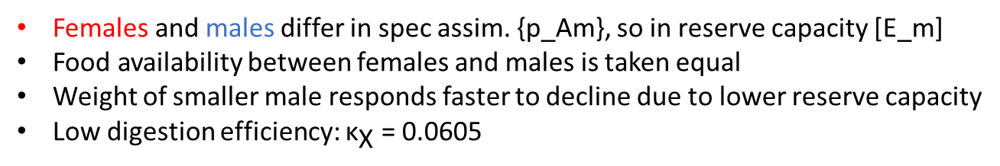 • Females and males differ in spec assim. {p_Am}, so in reserve capacity [E_m]
• Food availability between females and males is taken equal
• Weight of smaller male responds faster to decline due to lower reserve capacity
• Low digestion efficiency: κX = 0.0605